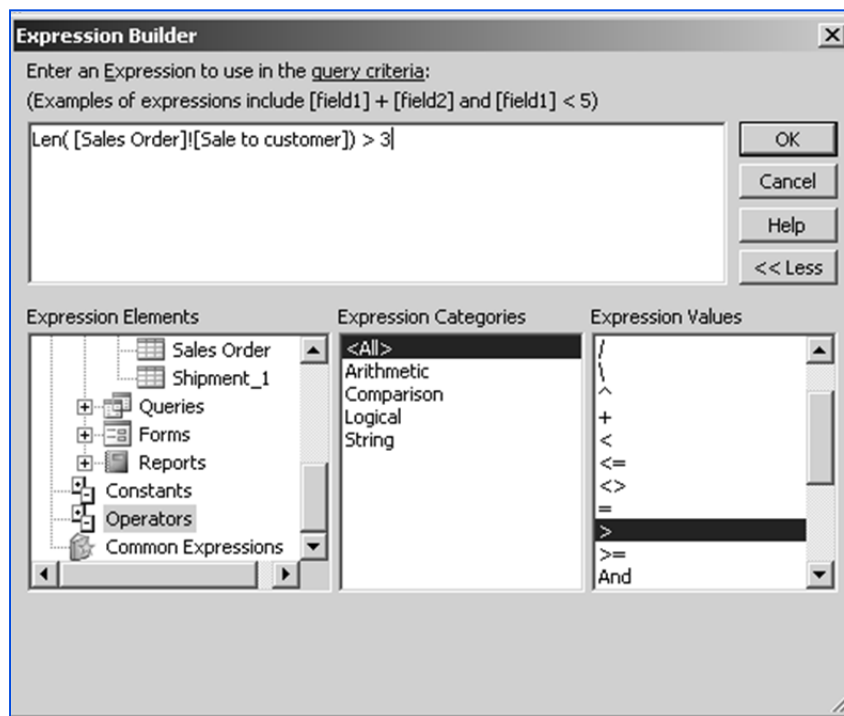 Expression Builder
Enter an Expression to use in the query criteria:
(Examples of expressions include [field1] + [field2] and [field1] < 5)
Len( [Sales Order]![Sale to customer]) > 3
OK
Cancel
Help
<< Less
Expression Elements
Sales Order
Shipment_1
Queries
Forms
Reports
Constants
Operators
Common Expressions
Expression Categories
<All>
Arithmetic
Comparison
Logical
String
Expression Values
/
\
^
+
<
<=
<>
=
>
>=
And